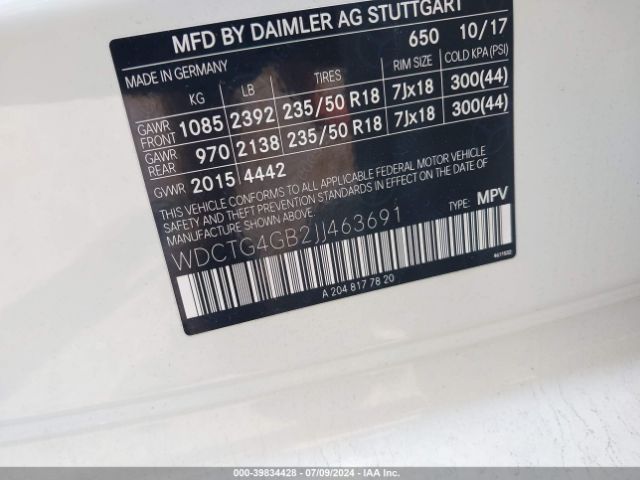 MFD BY DAIMLER AG STUTTGART
650 10/17
MADE IN GERMANY
KG LB TIRES RIM SIZE COLD KPA(PSI)
GAWR FRONT 1085 2392 235/50 R18 7Jx18 300(44)
GAWR REAR 970 2138 235/50 R18 7Jx18 300(44)
GVWR 2015 4442
THIS VEHICLE CONFORMS TO ALL APPLICABLE FEDERAL MOTOR VEHICLE
SAFETY AND THEFT PREVENTION STANDARDS IN EFFECT ON THE DATE OF
MANUFACTURE SHOWN ABOVE.
WDCTG4GB2JJ463691 TYPE: MPV
A 204 817 78 20
000-39834428 - 07/09/2024 - IAA Inc.